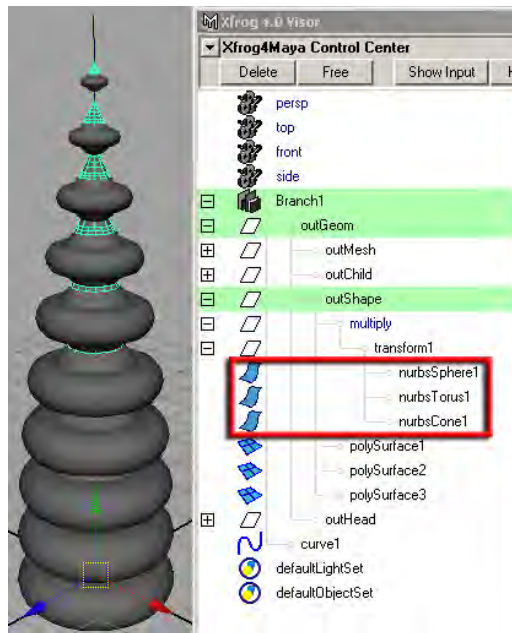 Xfrog 4.0 Visor
Xfrog4Maya Control Center
Delete Free Show Input H
persp
top
front
side
Branch1
outGeom
outMesh
outChild
outShape
multiply
transform1
nurbsSphere1
nurbsTorus1
nurbsCone1
polySurface1
polySurface2
polySurface3
outHead
curve1
defaultLightSet
defaultObjectSet